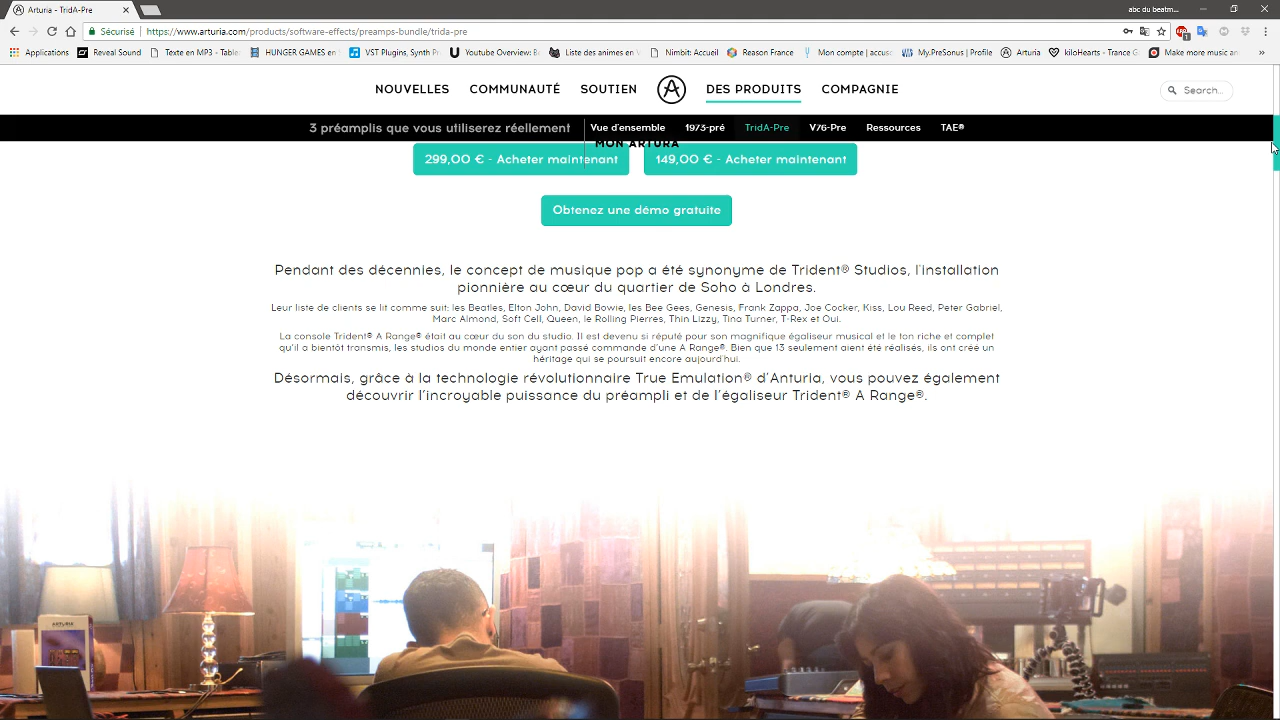 Arturia - TridA-Pre
abc du beatm...
Sécurisé
https://www.arturia.com/products/software-effects/preamps-bundle/trida-pre
Applications
Reveal Sound
Texte en MP3 - Table
HUNGER GAMES en S
VST Plugins, Synth Pr
Youtube Overview: Be
Liste des animes en V
Nimbit: Accueil
Reason France
Mon compte | accuso
My.PreSonus | Profile
Arturia
kiloHearts - Trance G
Make more music an
»
NOUVELLES
COMMUNAUTÉ
SOUTIEN
DES PRODUITS
COMPAGNIE
Search...
3 préamplis que vous utiliserez réellement
Vue d'ensemble
1973-pré
TridA-Pre
V76-Pre
Ressources
TAE®
MON ARTURA
299,00 € - Acheter maintenant
149,00 € - Acheter maintenant
Obtenez une démo gratuite
Pendant des décennies, le concept de musique pop a été synonyme de Trident® Studios, l'installation
pionnière au cœur du quartier de Soho à Londres.
Leur liste de clients se lit comme suit: les Beatles, Elton John, David Bowie, les Bee Gees, Genesis, Frank Zappa, Joe Cocker, Kiss, Lou Reed, Peter Gabriel,
Marc Almond, Soft Cell, Queen, le Rolling Pierres, Thin Lizzy, Tina Turner, T-Rex et Oui.
La console Trident® A Range® était au cœur du son du studio. Il est devenu si réputé pour son magnifique égaliseur musical et le ton riche et complet
qu'il a bientôt transmis, les studios du monde entier ayant passé commande d'une A Range®. Bien que 13 seulement aient été réalisés, ils ont créé un
héritage qui se poursuit encore aujourd'hui.
Désormais, grâce à la technologie révolutionnaire True Emulation® d'Anturia, vous pouvez également
découvrir l'incroyable puissance du préampli et de l'égaliseur Trident® A Range®.
ARTURIA